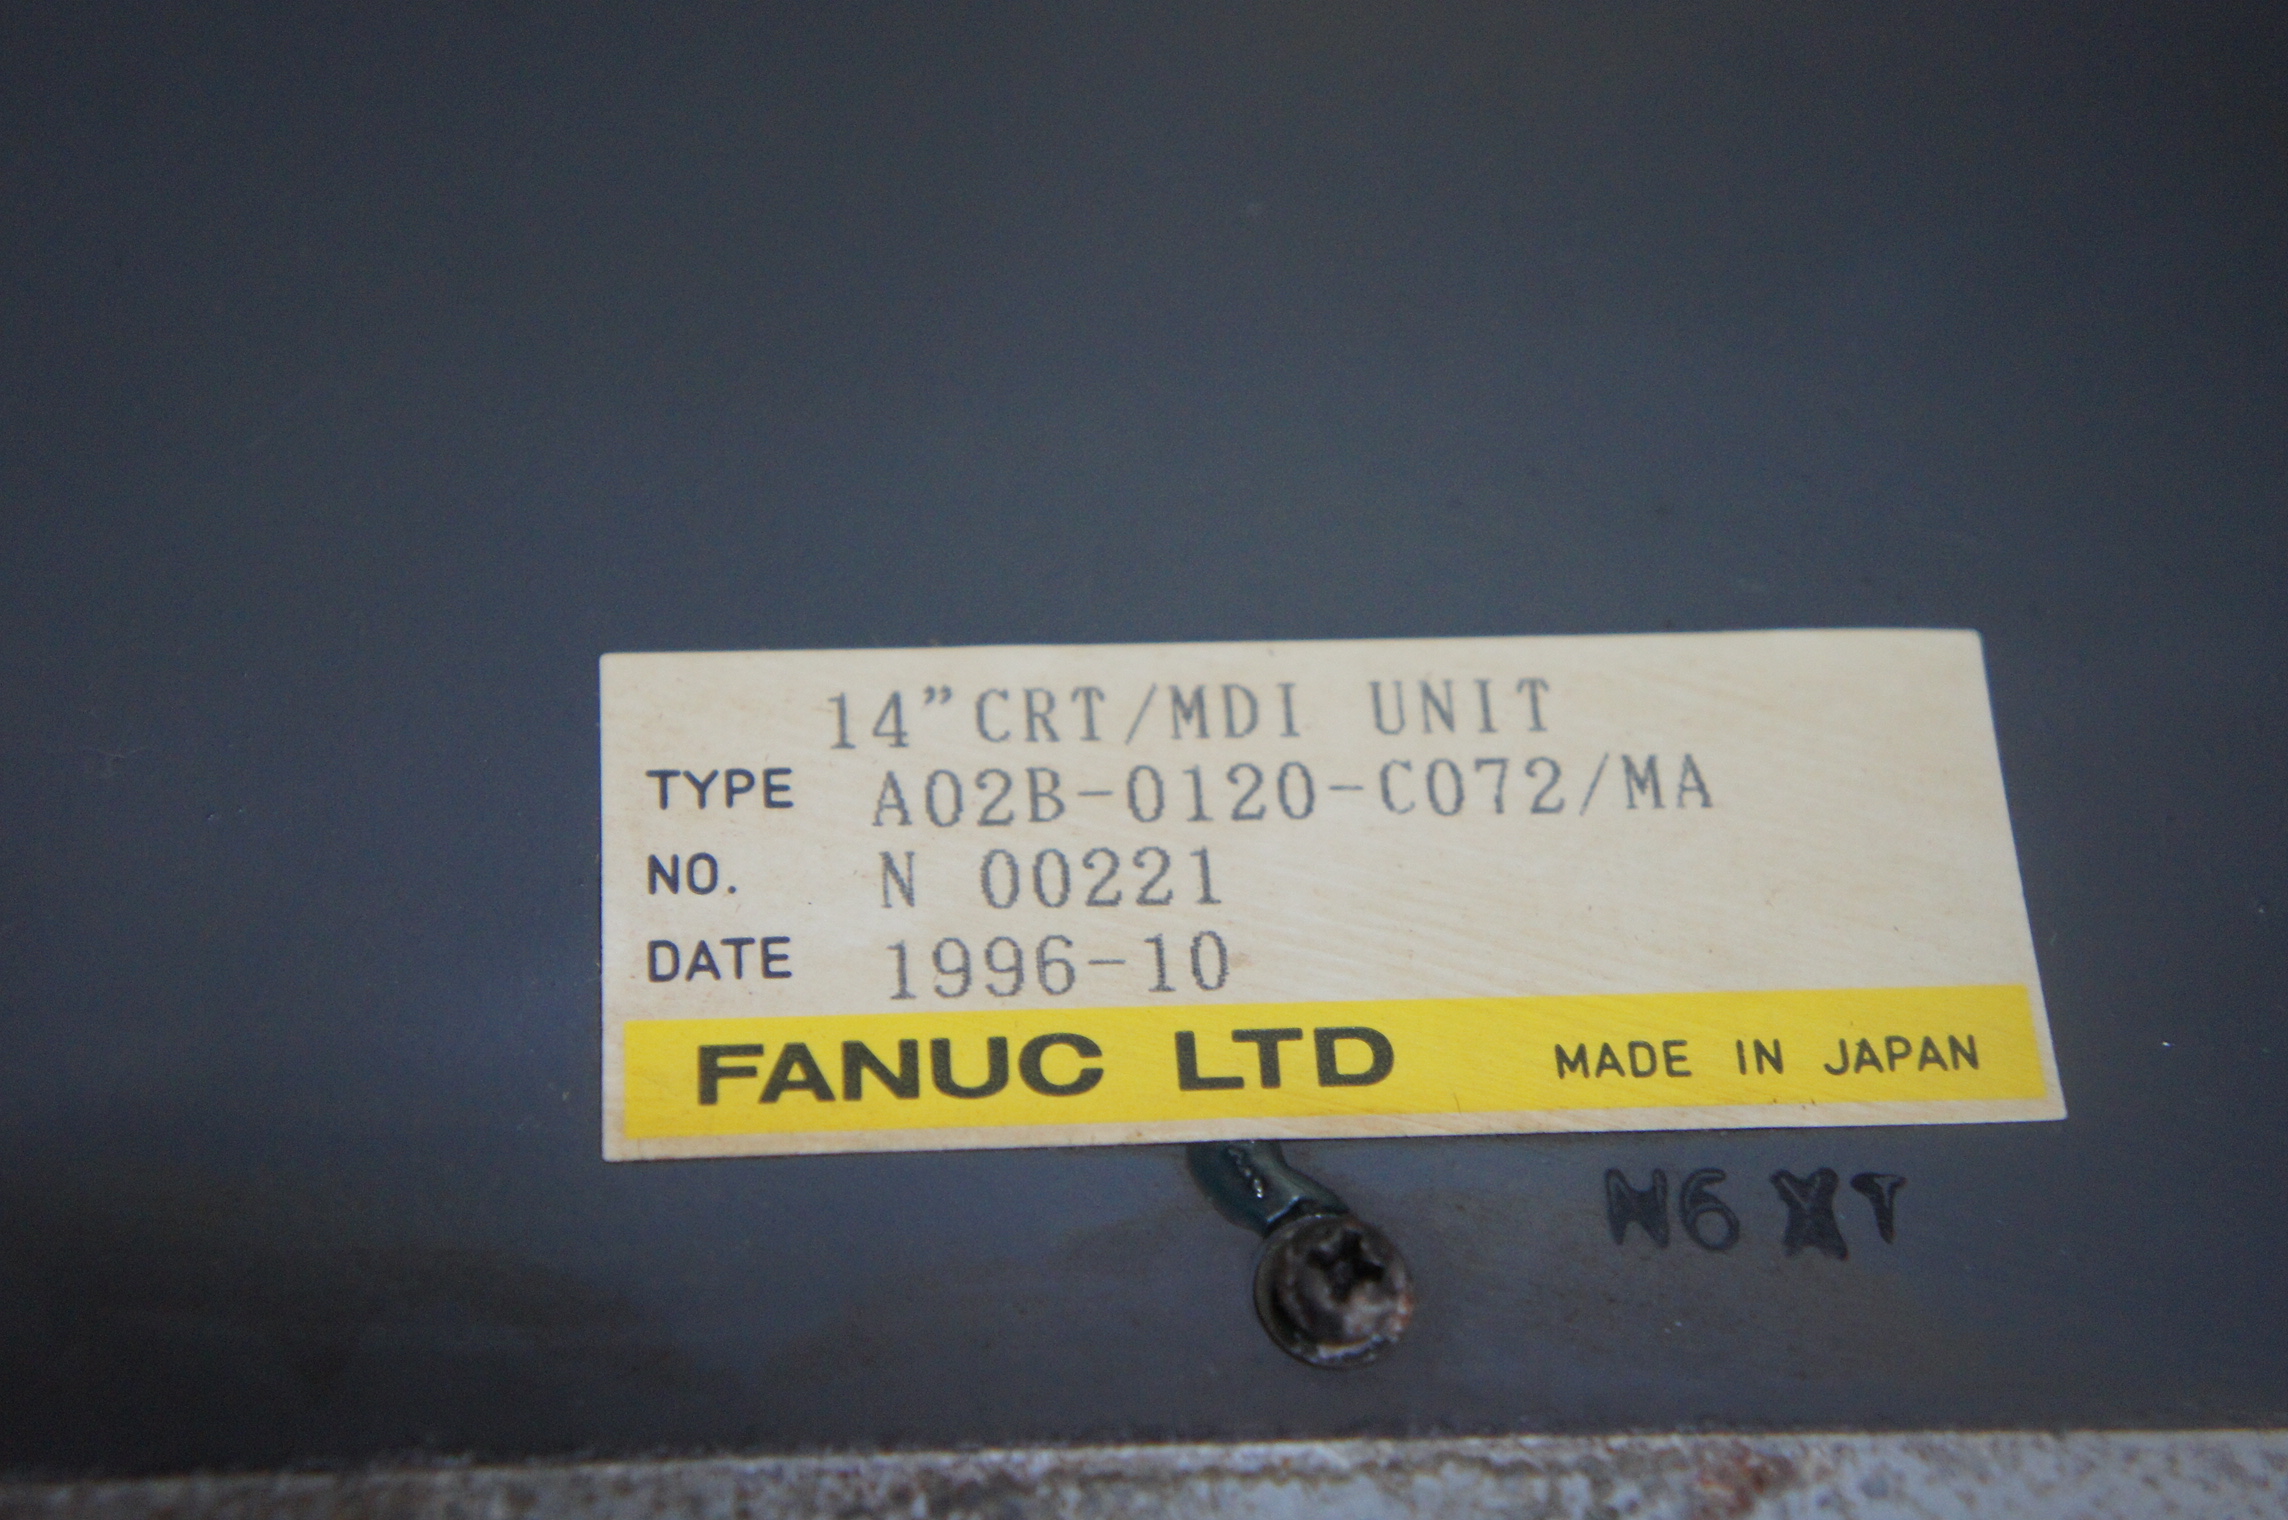 14"CRT/MDI UNIT
TYPE A02B-0120-C072/MA
NO. N 00221
DATE 1996-10
FANUC LTD MADE IN JAPAN
N6